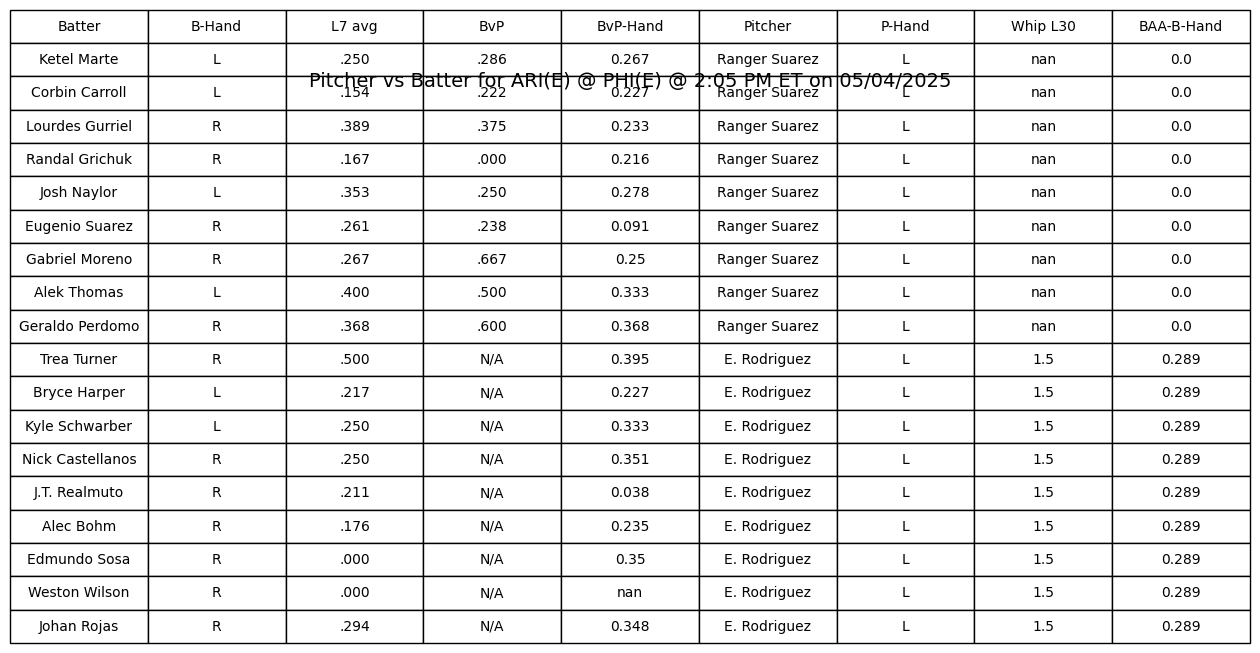 Batter B-Hand L7 avg BvP BvP-Hand Pitcher P-Hand Whip L30 BAA-B-Hand
Ketel Marte L .250 .286 0.267 Ranger Suarez L nan 0.0
Pitcher vs Batter for ARI(E) @ PHI(E) @ 2:05 PM ET on 05/04/2025
Corbin Carroll L .154 .222 0.227 Ranger Suarez L nan 0.0
Lourdes Gurriel R .389 .375 0.233 Ranger Suarez L nan 0.0
Randal Grichuk R .167 .000 0.216 Ranger Suarez L nan 0.0
Josh Naylor L .353 .250 0.278 Ranger Suarez L nan 0.0
Eugenio Suarez R .261 .238 0.091 Ranger Suarez L nan 0.0
Gabriel Moreno R .267 .667 0.25 Ranger Suarez L nan 0.0
Alek Thomas L .400 .500 0.333 Ranger Suarez L nan 0.0
Geraldo Perdomo R .368 .600 0.368 Ranger Suarez L nan 0.0
Trea Turner R .500 N/A 0.395 E. Rodriguez L 1.5 0.289
Bryce Harper L .217 N/A 0.227 E. Rodriguez L 1.5 0.289
Kyle Schwarber L .250 N/A 0.333 E. Rodriguez L 1.5 0.289
Nick Castellanos R .250 N/A 0.351 E. Rodriguez L 1.5 0.289
J.T. Realmuto R .211 N/A 0.038 E. Rodriguez L 1.5 0.289
Alec Bohm R .176 N/A 0.235 E. Rodriguez L 1.5 0.289
Edmundo Sosa R .000 N/A 0.35 E. Rodriguez L 1.5 0.289
Weston Wilson R .000 N/A nan E. Rodriguez L 1.5 0.289
Johan Rojas R .294 N/A 0.348 E. Rodriguez L 1.5 0.289